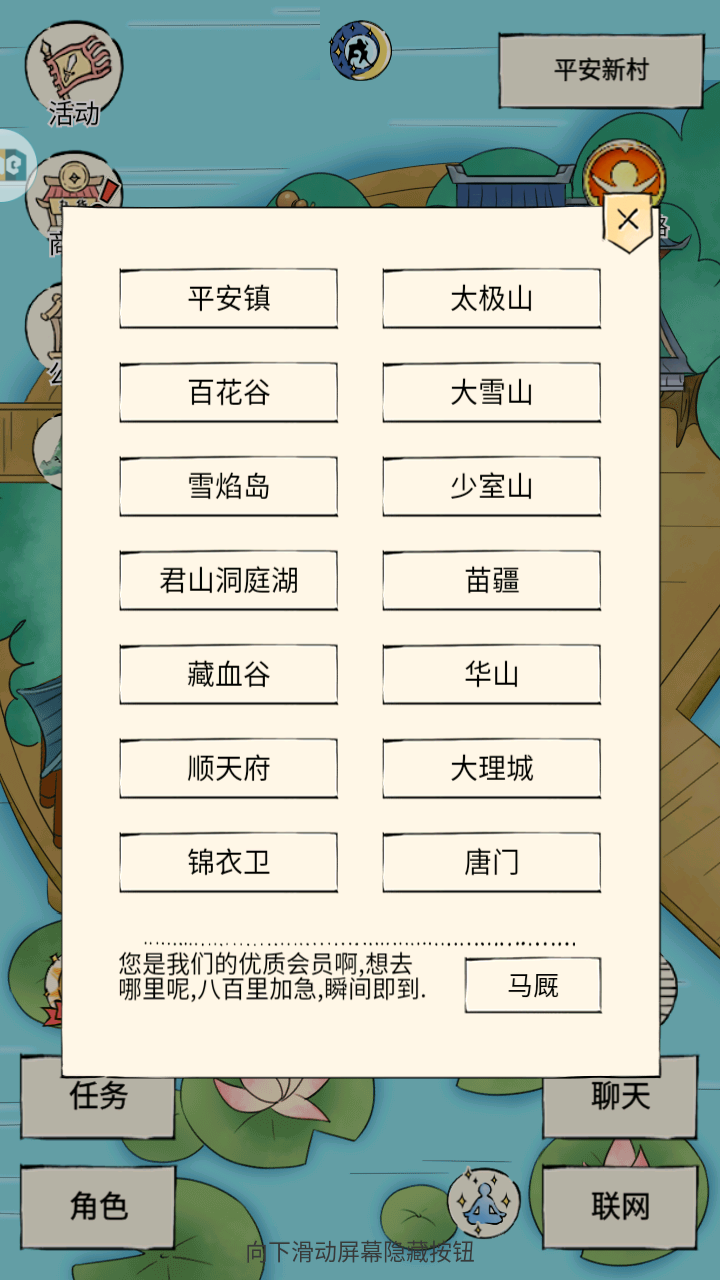 活动
平安新村
商
平安镇
太极山
百花谷
大雪山
雪焰岛
少室山
君山洞庭湖
苗疆
藏血谷
华山
顺天府
大理城
锦衣卫
唐门
您是我们的优质会员啊,想去
哪里呢,八百里加急,瞬间即到.
马厩
任务
聊天
角色
联网
向下滑动屏幕隐藏按钮